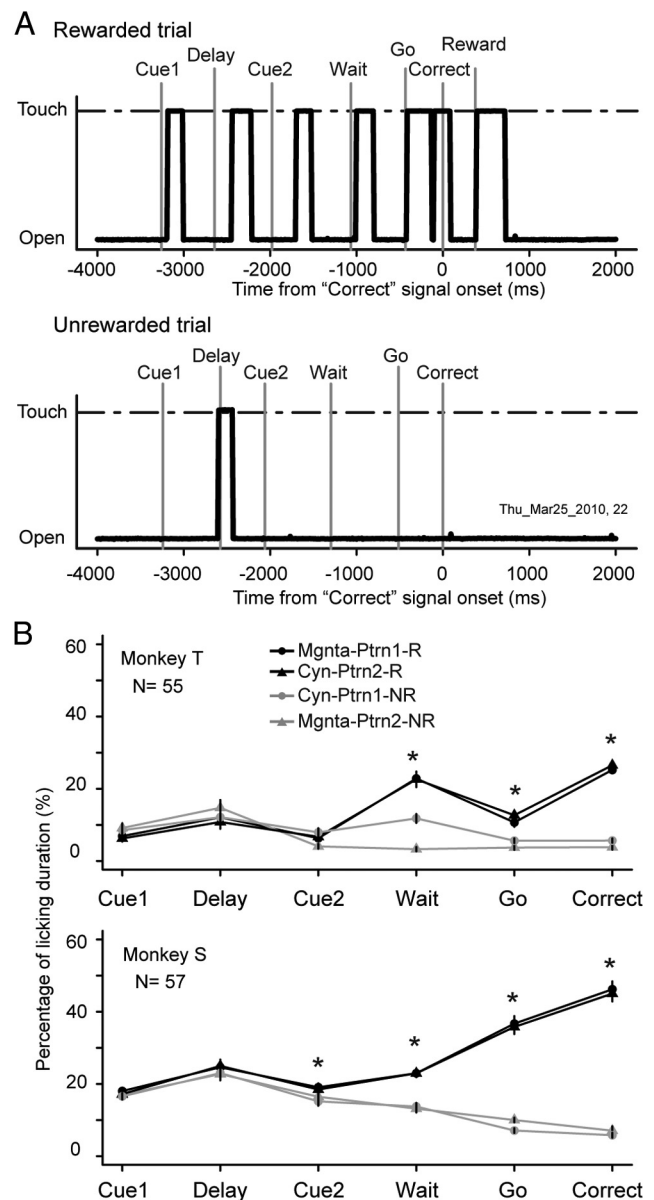 A
Rewarded trial
Cue1 Delay Cue2 Wait Go Correct Reward
Touch
Open
-4000 -3000 -2000 -1000 0 1000 2000
Time from “Correct” signal onset (ms)
Unrewarded trial
Cue1 Delay Cue2 Wait Go Correct
Touch
Thu_Mar25_2010, 22
Open
-4000 -3000 -2000 -1000 0 1000 2000
Time from “Correct” signal onset (ms)
B
Percentage of licking duration (%)
60
40
20
0
Monkey T
N= 55
Mgnta-Ptrn1-R
Cyn-Ptrn2-R
Cyn-Ptrn1-NR
Mgnta-Ptrn2-NR
* * *
Cue1 Delay Cue2 Wait Go Correct
60
40
20
0
Monkey S
N= 57
* * * *
Cue1 Delay Cue2 Wait Go Correct